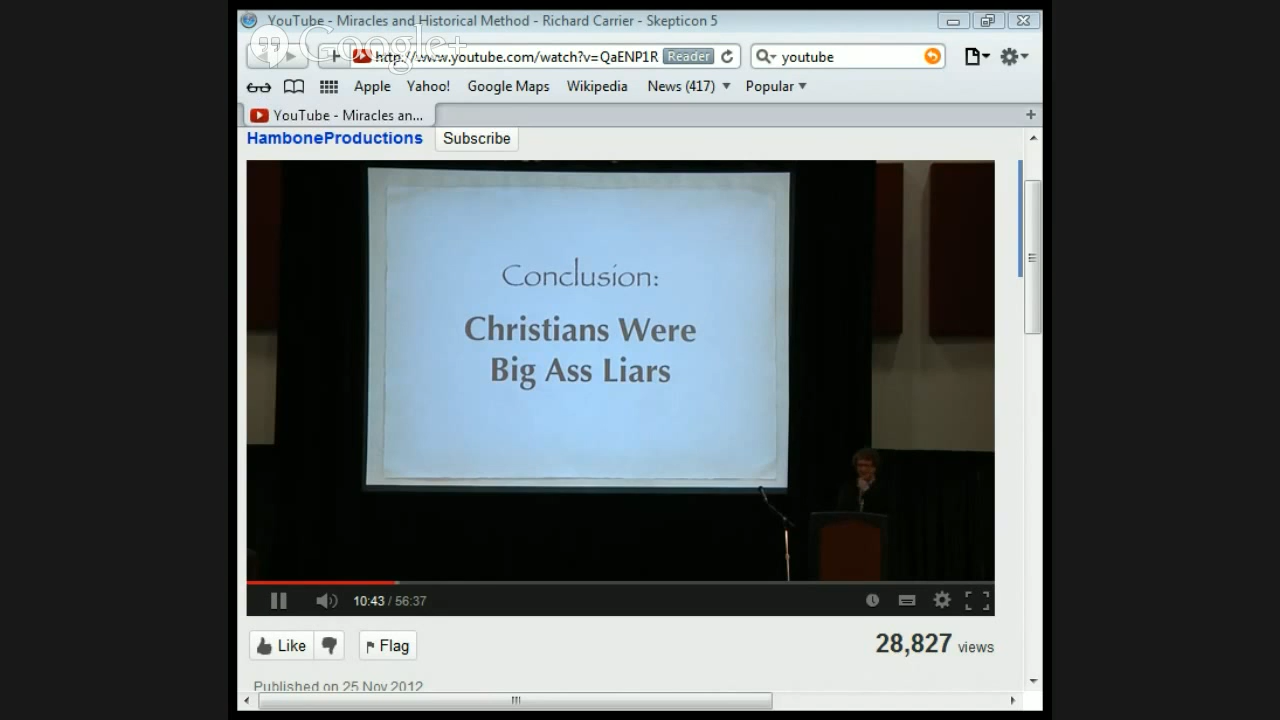 YouTube - Miracles and Historical Method - Richard Carrier - Skepticon 5
Google+
http://www.youtube.com/watch?v=QaENP1R
Reader
youtube
Apple
Yahoo!
Google Maps
Wikipedia
News (417)
Popular
YouTube - Miracles an...
HamboneProductions
Subscribe
Conclusion:
Christians Were
Big Ass Liars
10:43 / 56:37
Like
Flag
28,827 views
Published on 25 Nov 2012